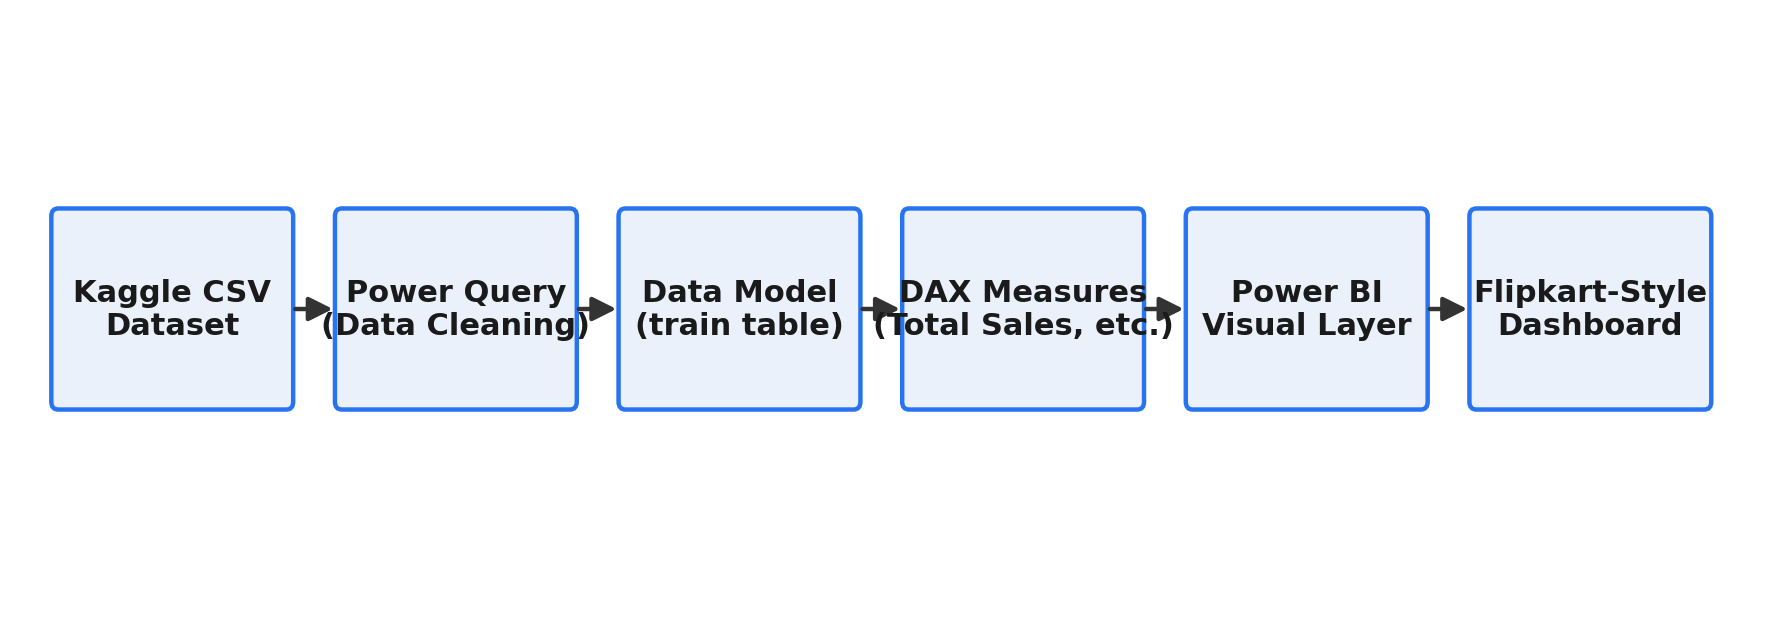 Kaggle CSV
Dataset
Power Query
(Data Cleaning)
Data Model
(train table)
DAX Measures
(Total Sales, etc.)
Power BI
Visual Layer
Flipkart-Style
Dashboard